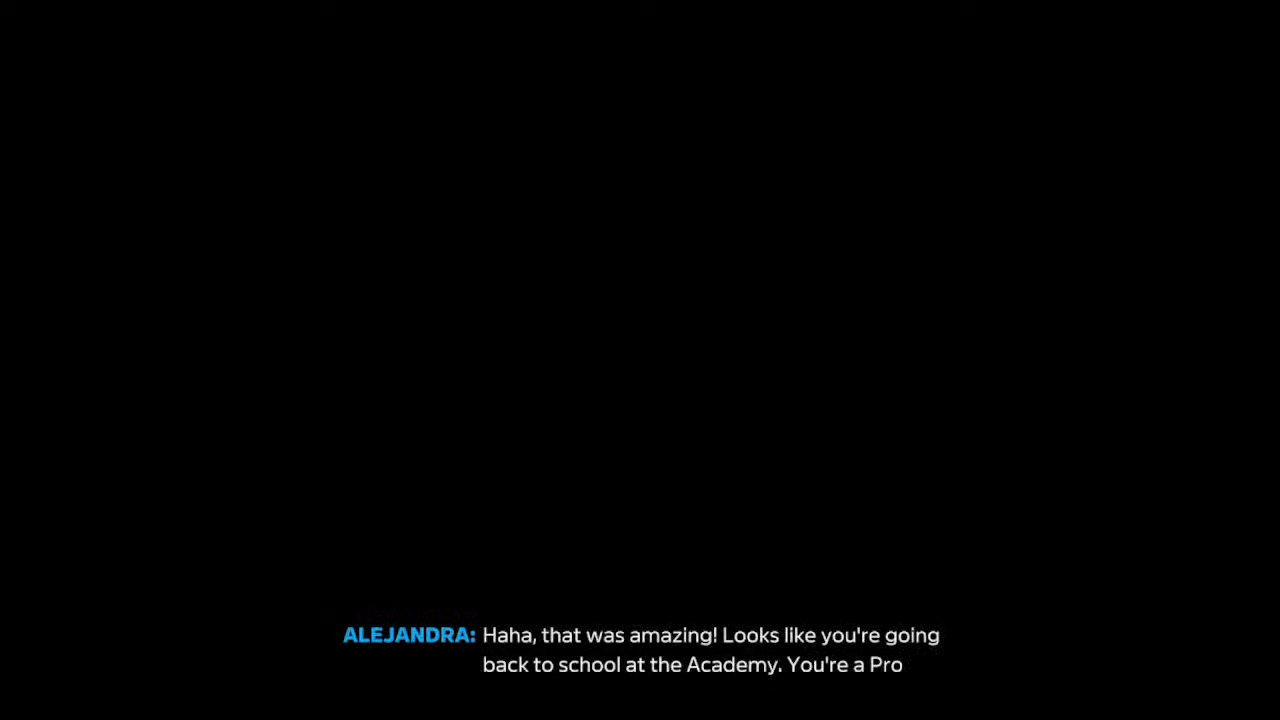 ALEJANDRA: Haha, that was amazing! Looks like you're going
back to school at the Academy. You're a Pro